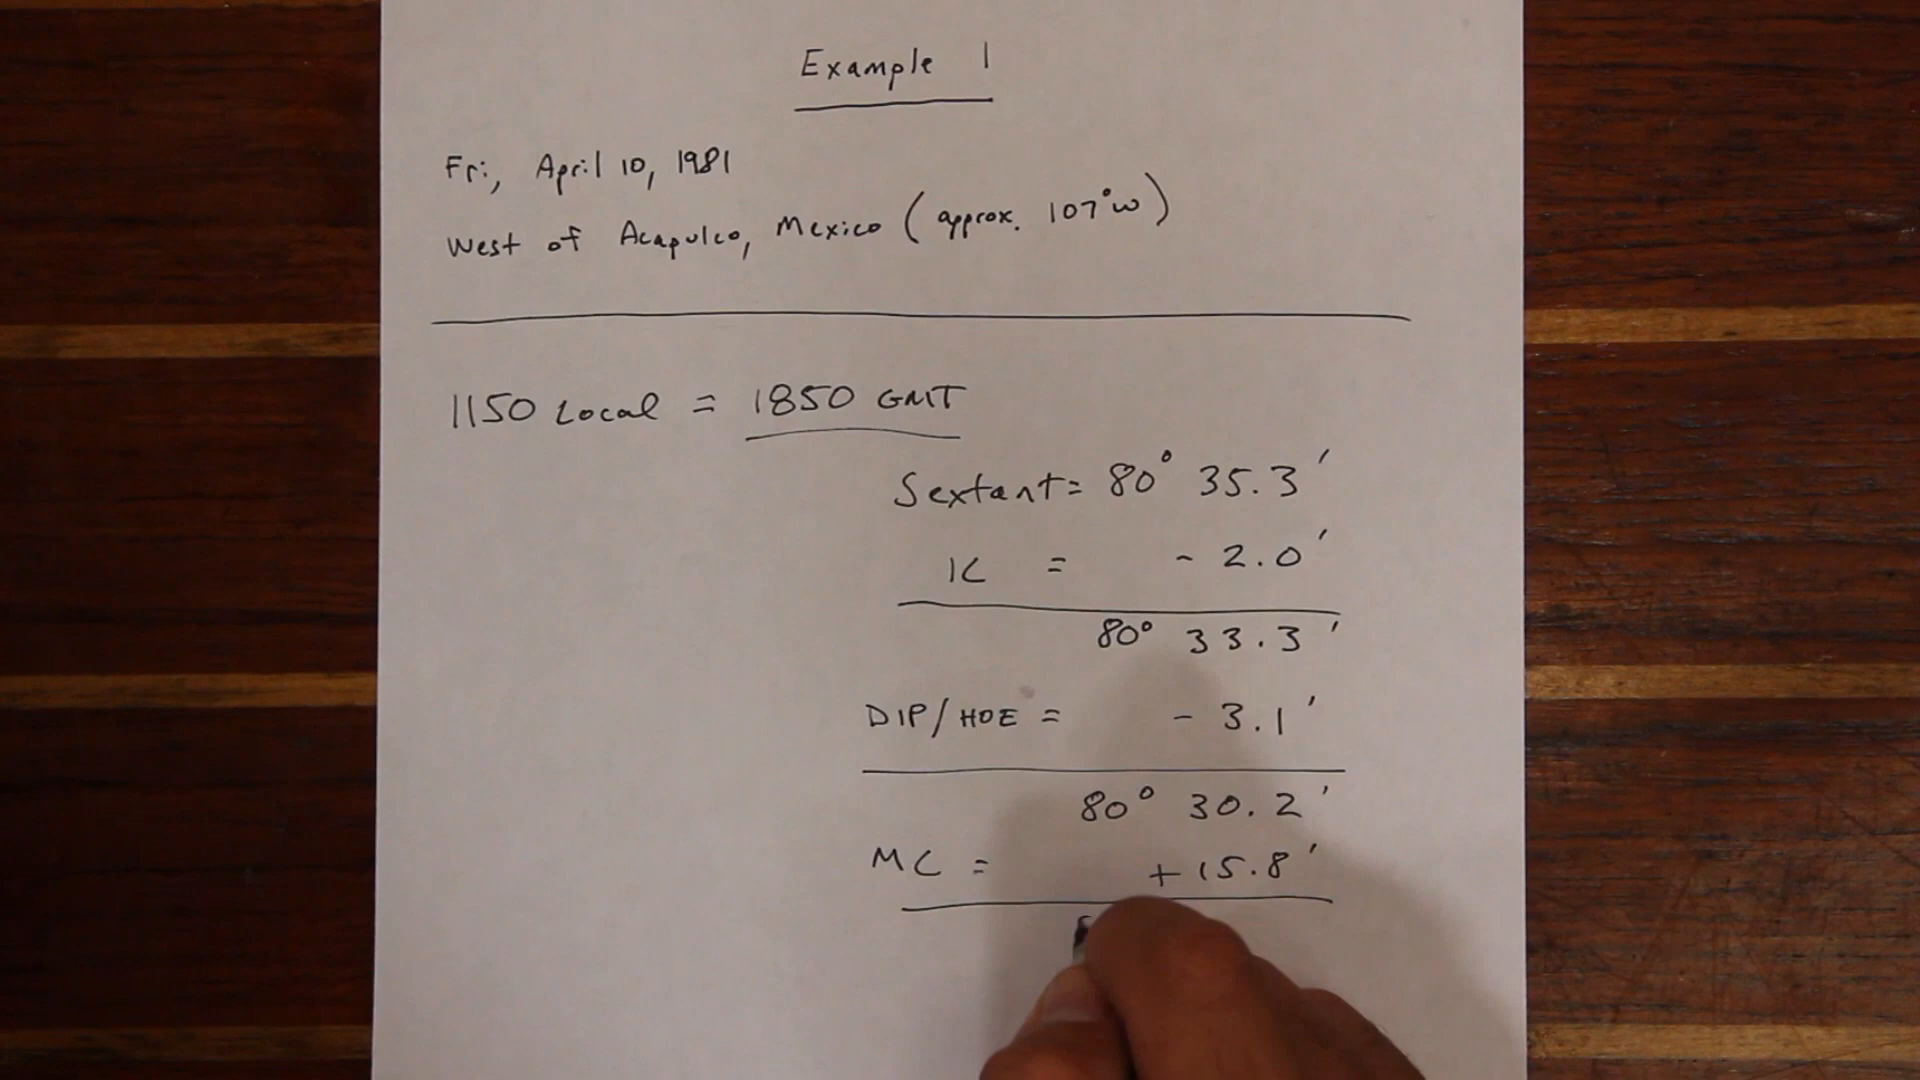 Example 1
Fri, April 10, 1981
West of Acapulco, Mexico (approx. 107°W)
1150 Local = 1850 GMT
Sextant = 80° 35.3'
IC = - 2.0'
80° 33.3'
DIP/HOE = - 3.1'
80° 30.2'
MC = + 15.8'